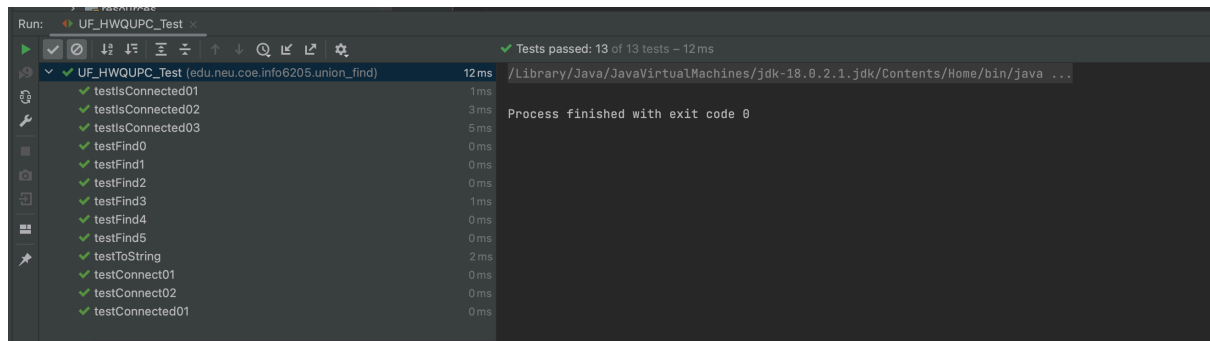 resources
Run: UF_HWQUPC_Test ×
Tests passed: 13 of 13 tests – 12 ms
UF_HWQUPC_Test (edu.neu.coe.info6205.union_find) 12 ms
/Library/Java/JavaVirtualMachines/jdk-18.0.2.1.jdk/Contents/Home/bin/java ...
testIsConnected01 1 ms
testIsConnected02 3 ms
Process finished with exit code 0
testIsConnected03 5 ms
testFind0 0 ms
testFind1 0 ms
testFind2 0 ms
testFind3 1 ms
testFind4 0 ms
testFind5 0 ms
testToString 2 ms
testConnect01 0 ms
testConnect02 0 ms
testConnected01 0 ms